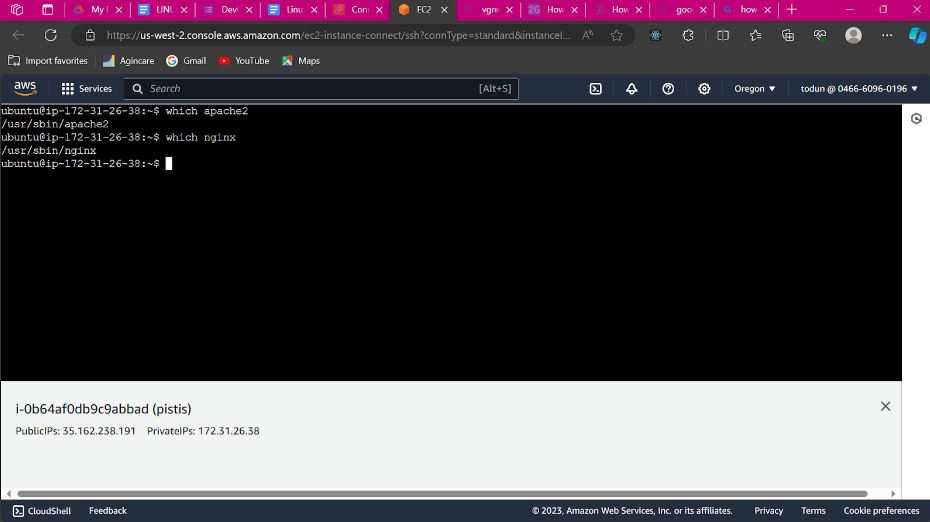 My D
LINU
DevO
Linux
Conn
EC2
vgre
How
How
goo
how
https://us-west-2.console.aws.amazon.com/ec2-instance-connect/ssh?connType=standard&instancel...
Import favorites
Agincare
Gmail
YouTube
Maps
aws
Services
Search
[Alt+S]
Oregon
todun @ 0466-6096-0196
ubuntu@ip-172-31-26-38:~$ which apache2
/usr/sbin/apache2
ubuntu@ip-172-31-26-38:~$ which nginx
/usr/sbin/nginx
ubuntu@ip-172-31-26-38:~$
i-0b64af0db9c9abbad (pistis)
PublicIPs: 35.162.238.191 PrivateIPs: 172.31.26.38
CloudShell
Feedback
© 2023, Amazon Web Services, Inc. or its affiliates.
Privacy
Terms
Cookie preferences